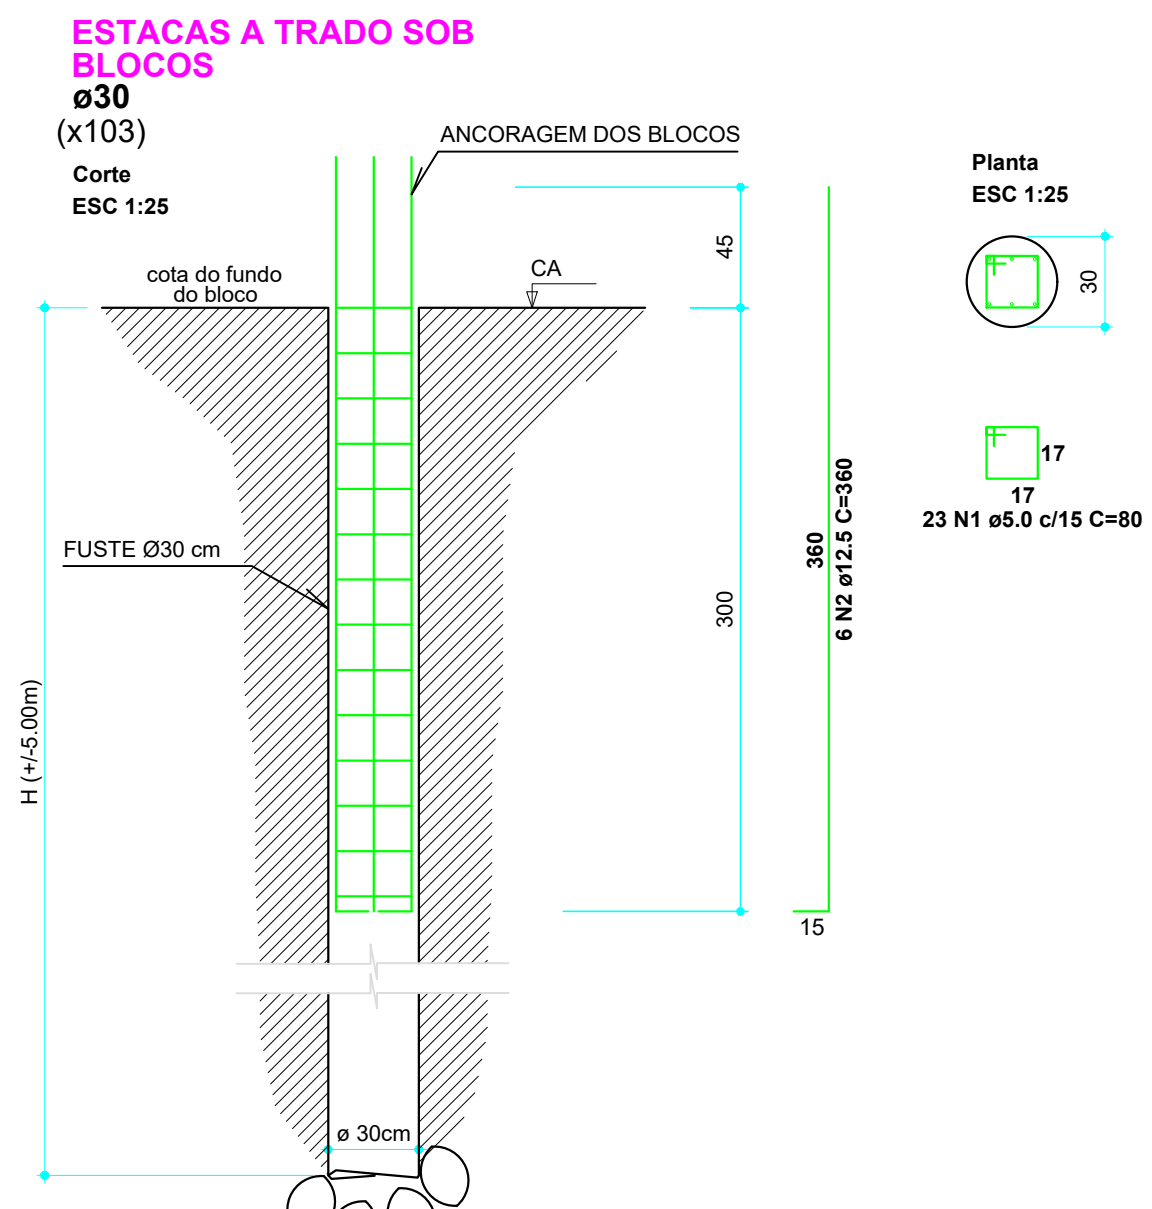 ESTACAS A TRADO SOB
BLOCOS
ø30
(x103)
Corte
ESC 1:25
ANCORAGEM DOS BLOCOS
cota do fundo
do bloco
CA
45
300
FUSTE Ø30 cm
H (+/-5.00m)
ø 30cm
360
6 N2 ø12.5 C=360
15
Planta
ESC 1:25
30
17
17
23 N1 ø5.0 c/15 C=80